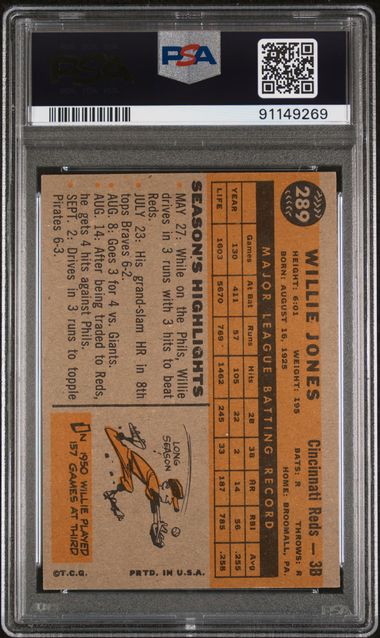 PSA
PSA
91149269
289
WILLIE JONES Cincinnati Reds — 3B
HEIGHT: 6:01 WEIGHT: 195 BATS: R THROWS: R
BORN: AUGUST 16, 1925 HOME: BROOMALL, PA.
MAJOR LEAGUE BATTING RECORD
Games At Bat Runs Hits 2B 3B HR RBI Avg
YEAR 130 411 57 105 22 2 14 56 .255
LIFE 1603 5670 769 1462 245 33 187 785 .258
SEASON'S HIGHLIGHTS
• MAY 27: While on the Phils, Willie
drives in 3 runs with 3 hits to beat
Reds.
• JULY 23: His grand-slam HR in 8th
tops Braves 6-2.
• AUG. 8: Goes 3 for 4 vs. Giants.
• AUG. 14: After being traded to Reds,
he gets 4 hits against Phils.
• SEPT. 2: Drives in 3 runs to topple
Pirates 6-3.
LONG
SEASON
IN 1950 WILLIE PLAYED
157 GAMES AT THIRD
©T.C.G. PRTD. IN U.S.A.